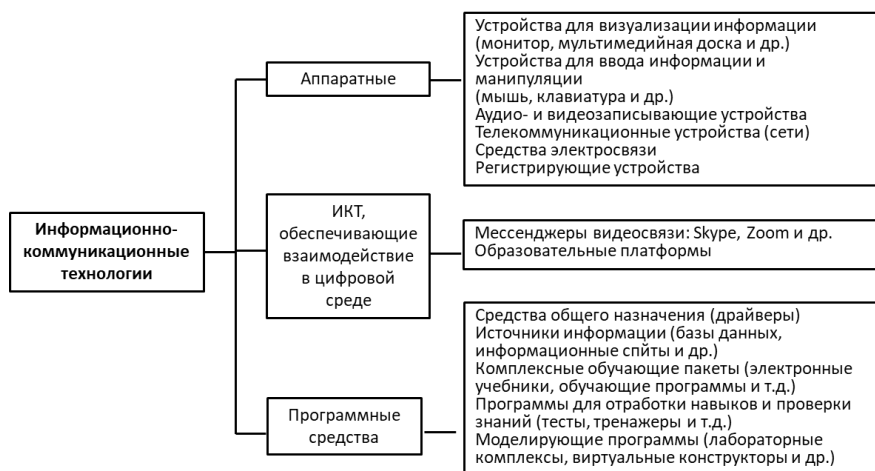 Информационно-
коммуникационные
технологии
Аппаратные
Устройства для визуализации информации
(монитор, мультимедийная доска и др.)
Устройства для ввода информации и
манипуляции
(мышь, клавиатура и др.)
Аудио- и видеозаписывающие устройства
Телекоммуникационные устройства (сети)
Средства электросвязи
Регистрирующие устройства
ИКТ,
обеспечивающие
взаимодействие
в цифровой
среде
Мессенджеры видеосвязи: Skype, Zoom и др.
Образовательные платформы
Программные
средства
Средства общего назначения (драйверы)
Источники информации (базы данных,
информационные спйты и др.)
Комплексные обучающие пакеты (электронные
учебники, обучающие программы и т.д.)
Программы для отработки навыков и проверки
знаний (тесты, тренажеры и т.д.)
Моделирующие программы (лабораторные
комплексы, виртуальные конструкторы и др.)